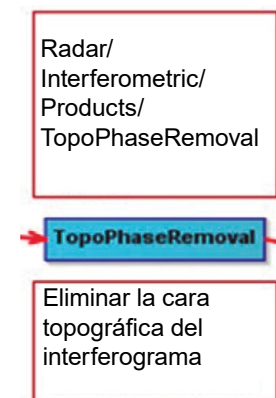 Radar/
Interferometric/
Products/
TopoPhaseRemoval
TopoPhaseRemoval
Eliminar la cara
topográfica del
interferograma